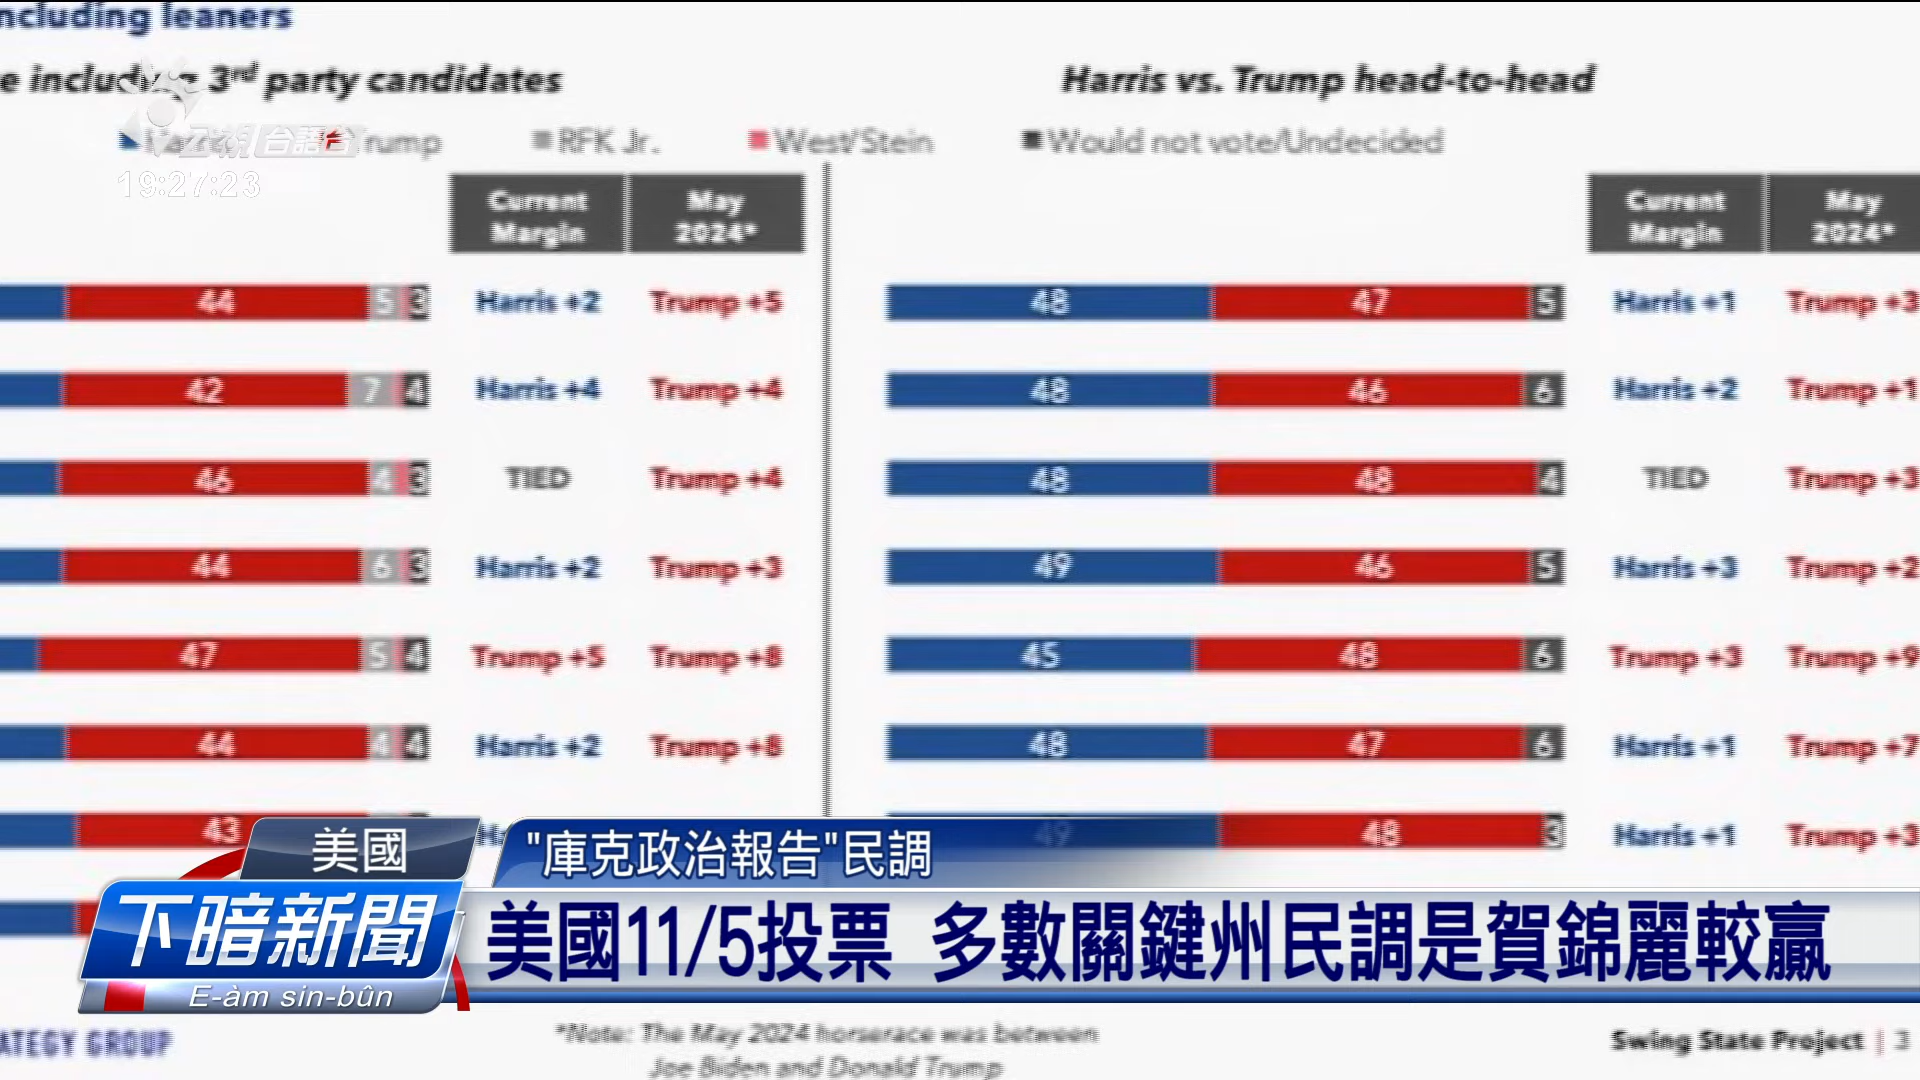 ncluding leaners
e including 3rd party candidates
Harris vs. Trump head-to-head
Trump RFK Jr. West/Stein Would not vote/Undecided
公視台語台
19:27:23
Current Margin May 2024* Current Margin May 2024*
44 5 3 Harris +2 Trump +5 48 47 5 Harris +1 Trump +3
42 7 4 Harris +4 Trump +4 48 46 6 Harris +2 Trump +1
46 4 3 TIED Trump +4 48 48 4 TIED Trump +3
44 6 3 Harris +2 Trump +3 49 46 5 Harris +3 Trump +2
47 5 4 Trump +5 Trump +8 45 48 6 Trump +3 Trump +9
44 4 4 Harris +2 Trump +8 48 47 6 Harris +1 Trump +7
43 49 48 3 Harris +1 Trump +3
美國
"庫克政治報告"民調
下暗新聞
美國11/5投票 多數關鍵州民調是賀錦麗較贏
E-àm sin-bûn
ATEGY GROUP
*Note: The May 2024 horserace was between
Joe Biden and Donald Trump
Swing State Project | 3